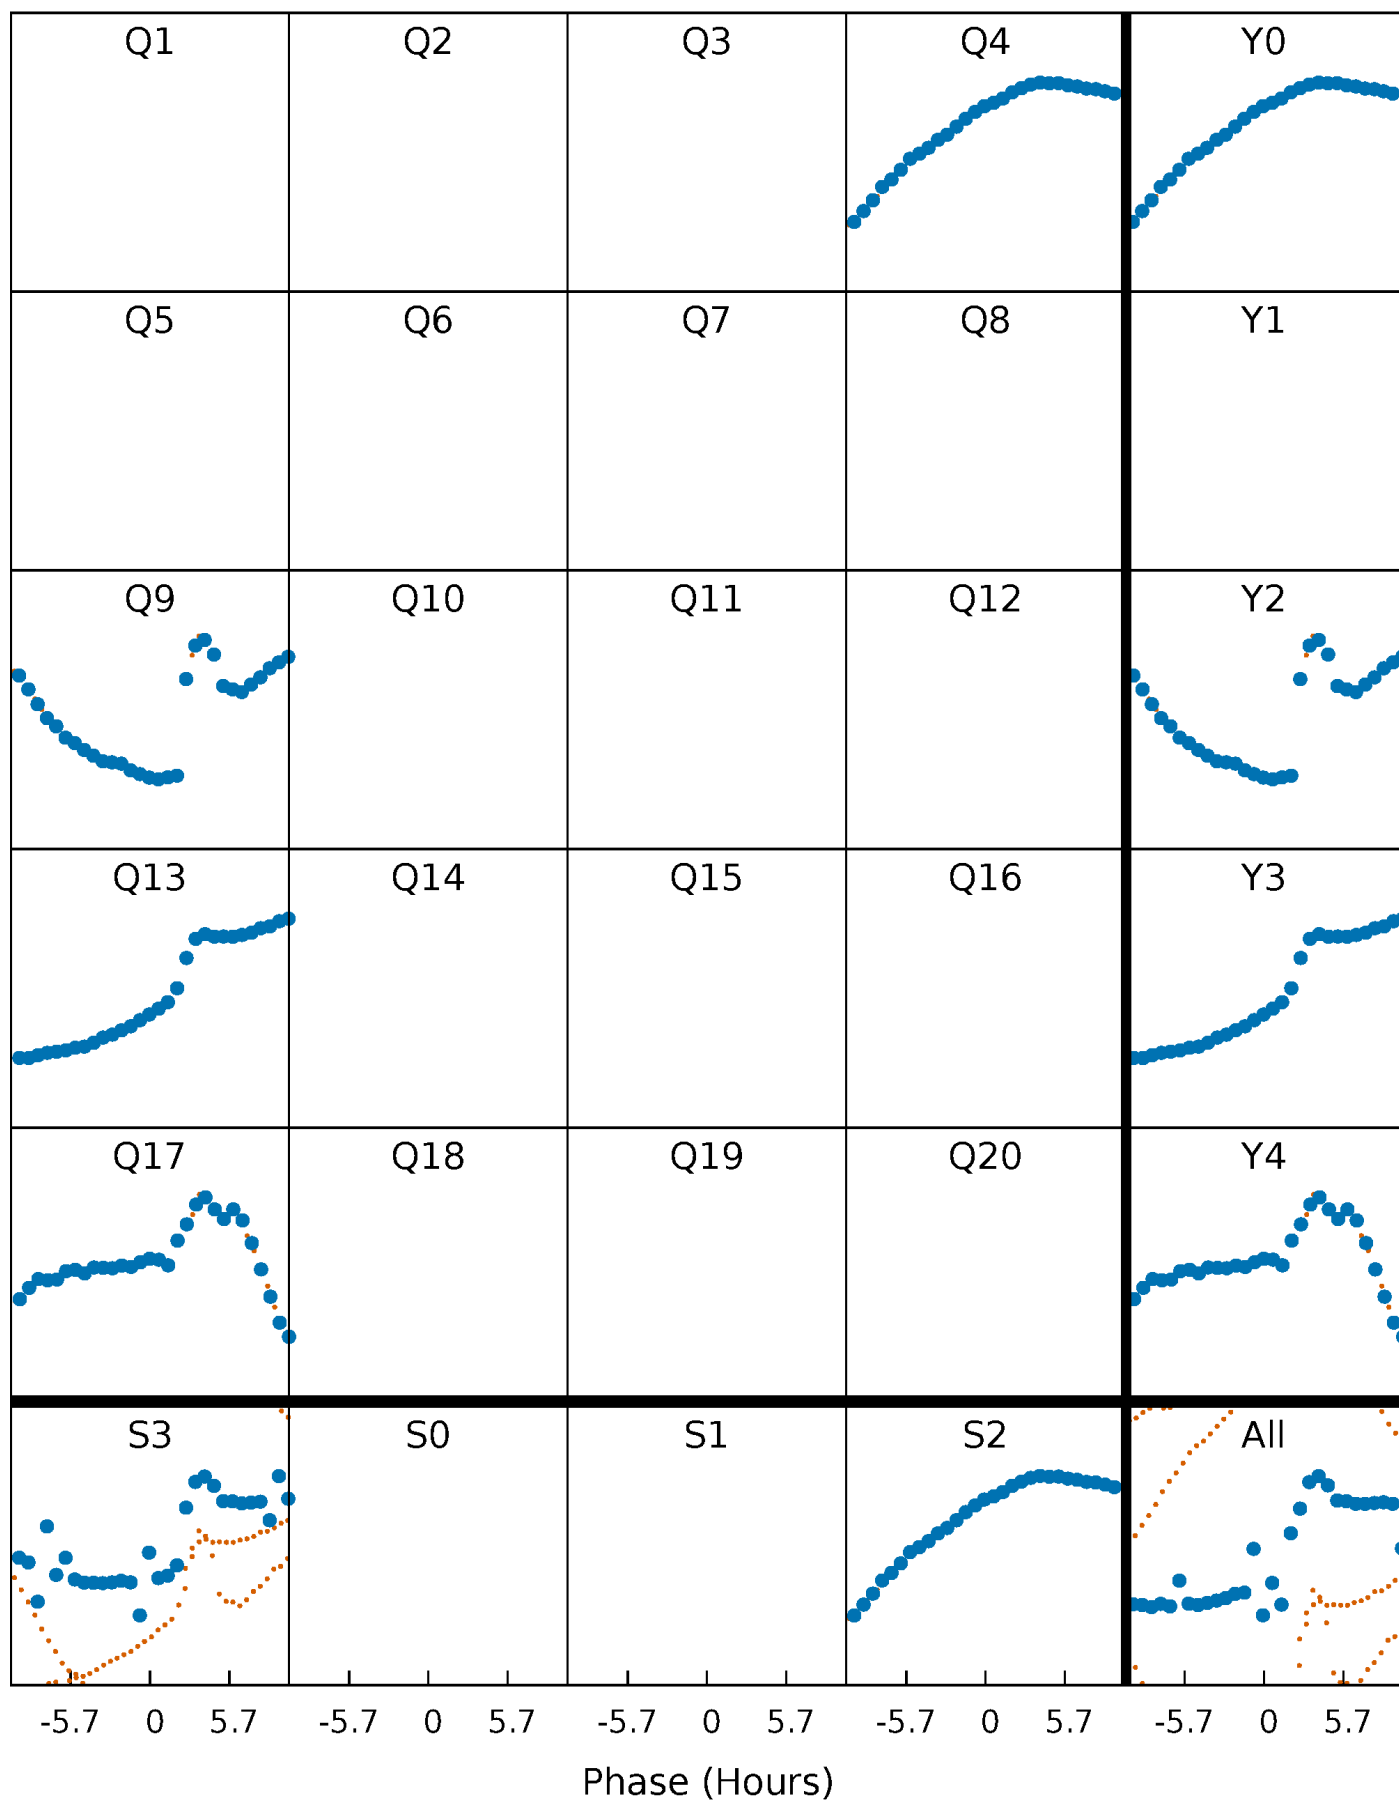 Q1 Q2 Q3 Q4 Y0
Q5 Q6 Q7 Q8 Y1
Q9 Q10 Q11 Q12 Y2
Q13 Q14 Q15 Q16 Y3
Q17 Q18 Q19 Q20 Y4
S3 S0 S1 S2 All
-5.7 0 5.7 -5.7 0 5.7 -5.7 0 5.7 -5.7 0 5.7 -5.7 0 5.7
Phase (Hours)